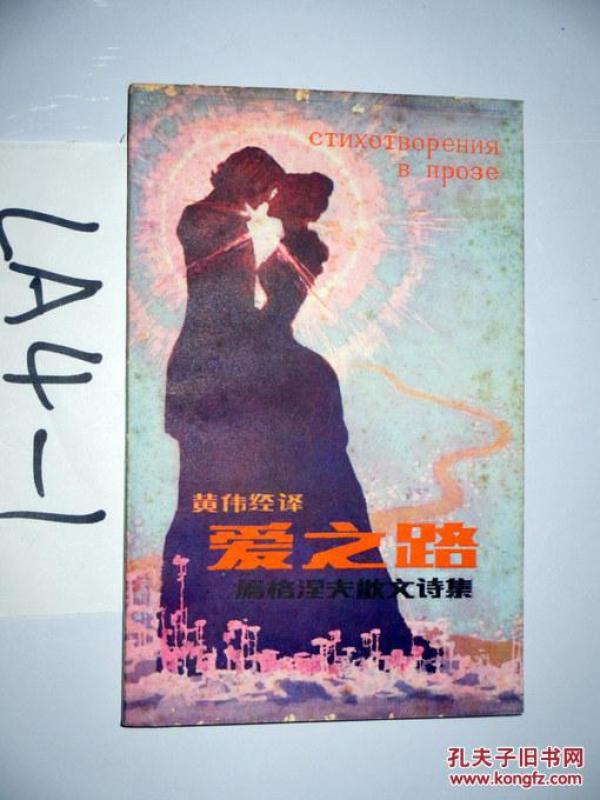 стихотворения
в прозе
黄伟经译
爱之路
屠格涅夫散文诗集
LA4-1
孔夫子旧书网
www.kongfz.com